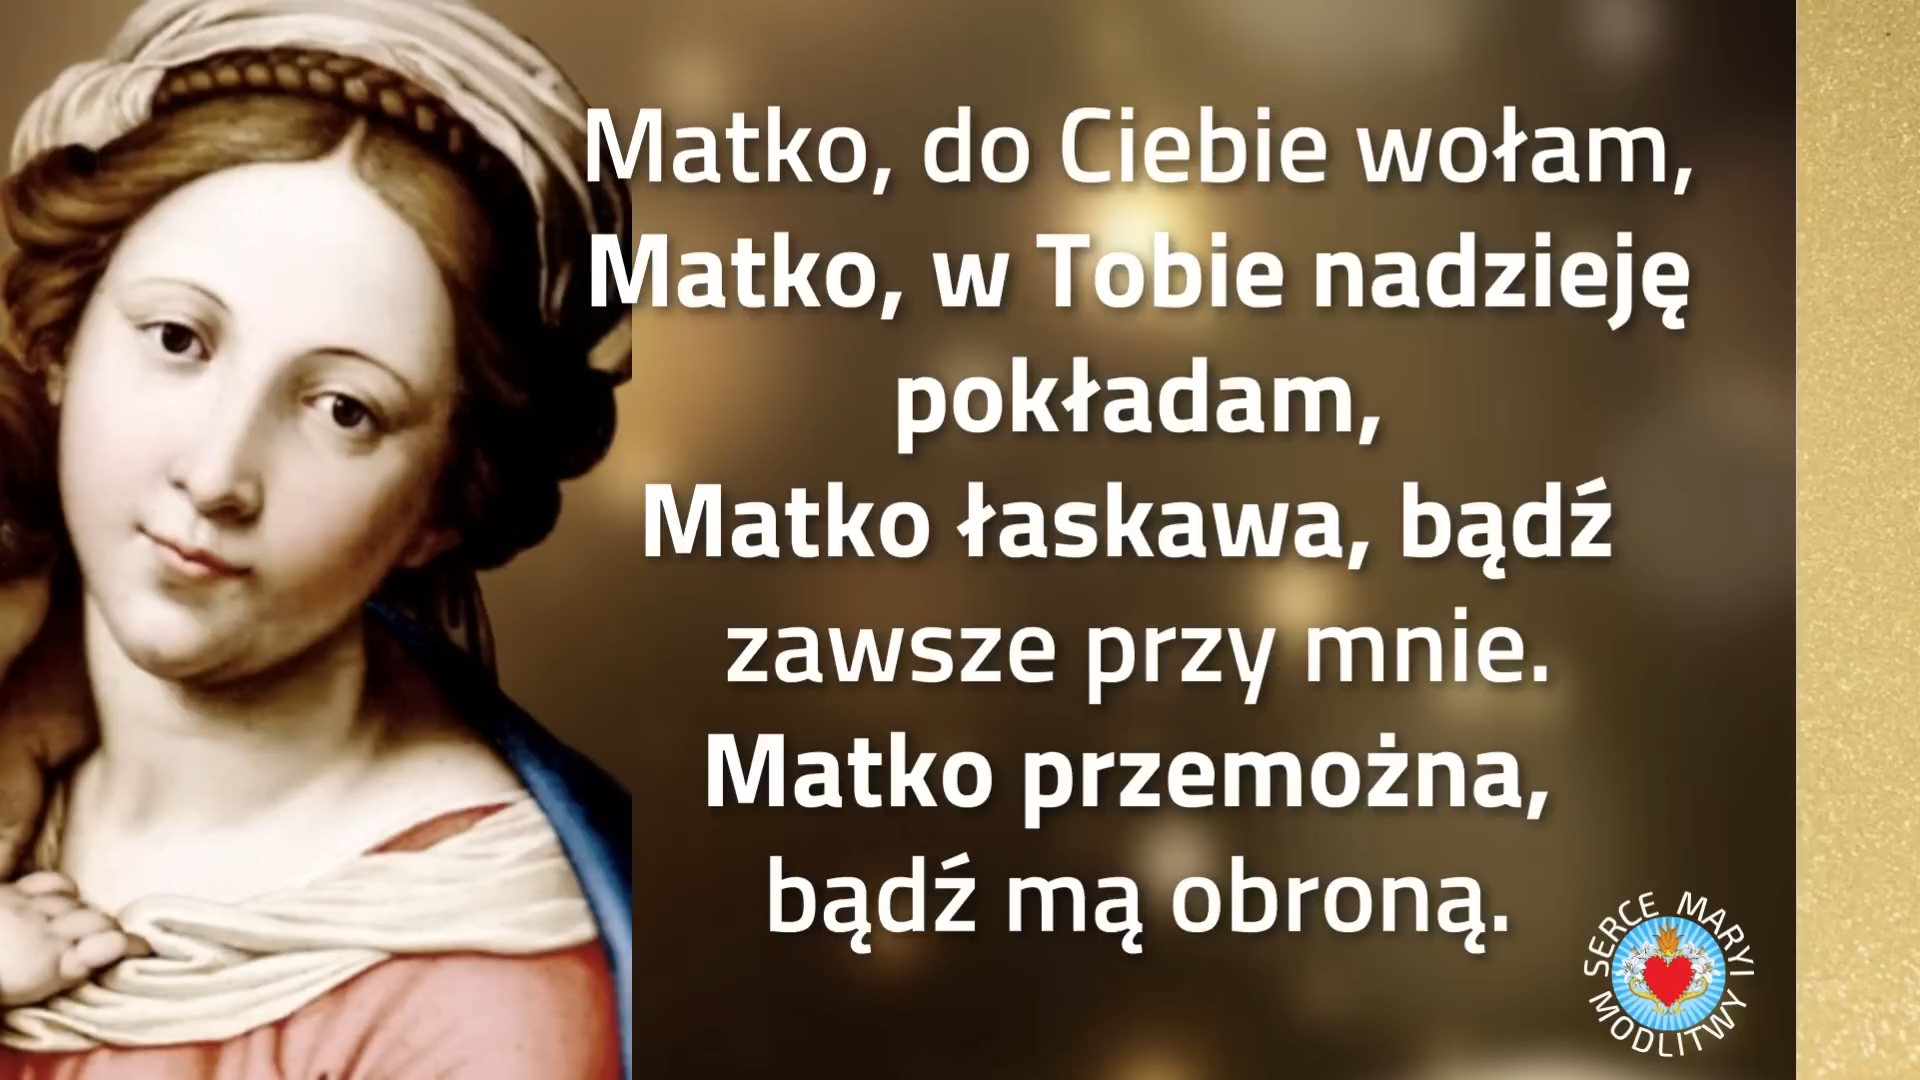 Matko, do Ciebie wołam,
Matko, w Tobie nadzieję
pokładam,
Matko łaskawa, bądź
zawsze przy mnie.
Matko przemożna,
bądź mą obroną.
SERCE MARYI
MODLITWY